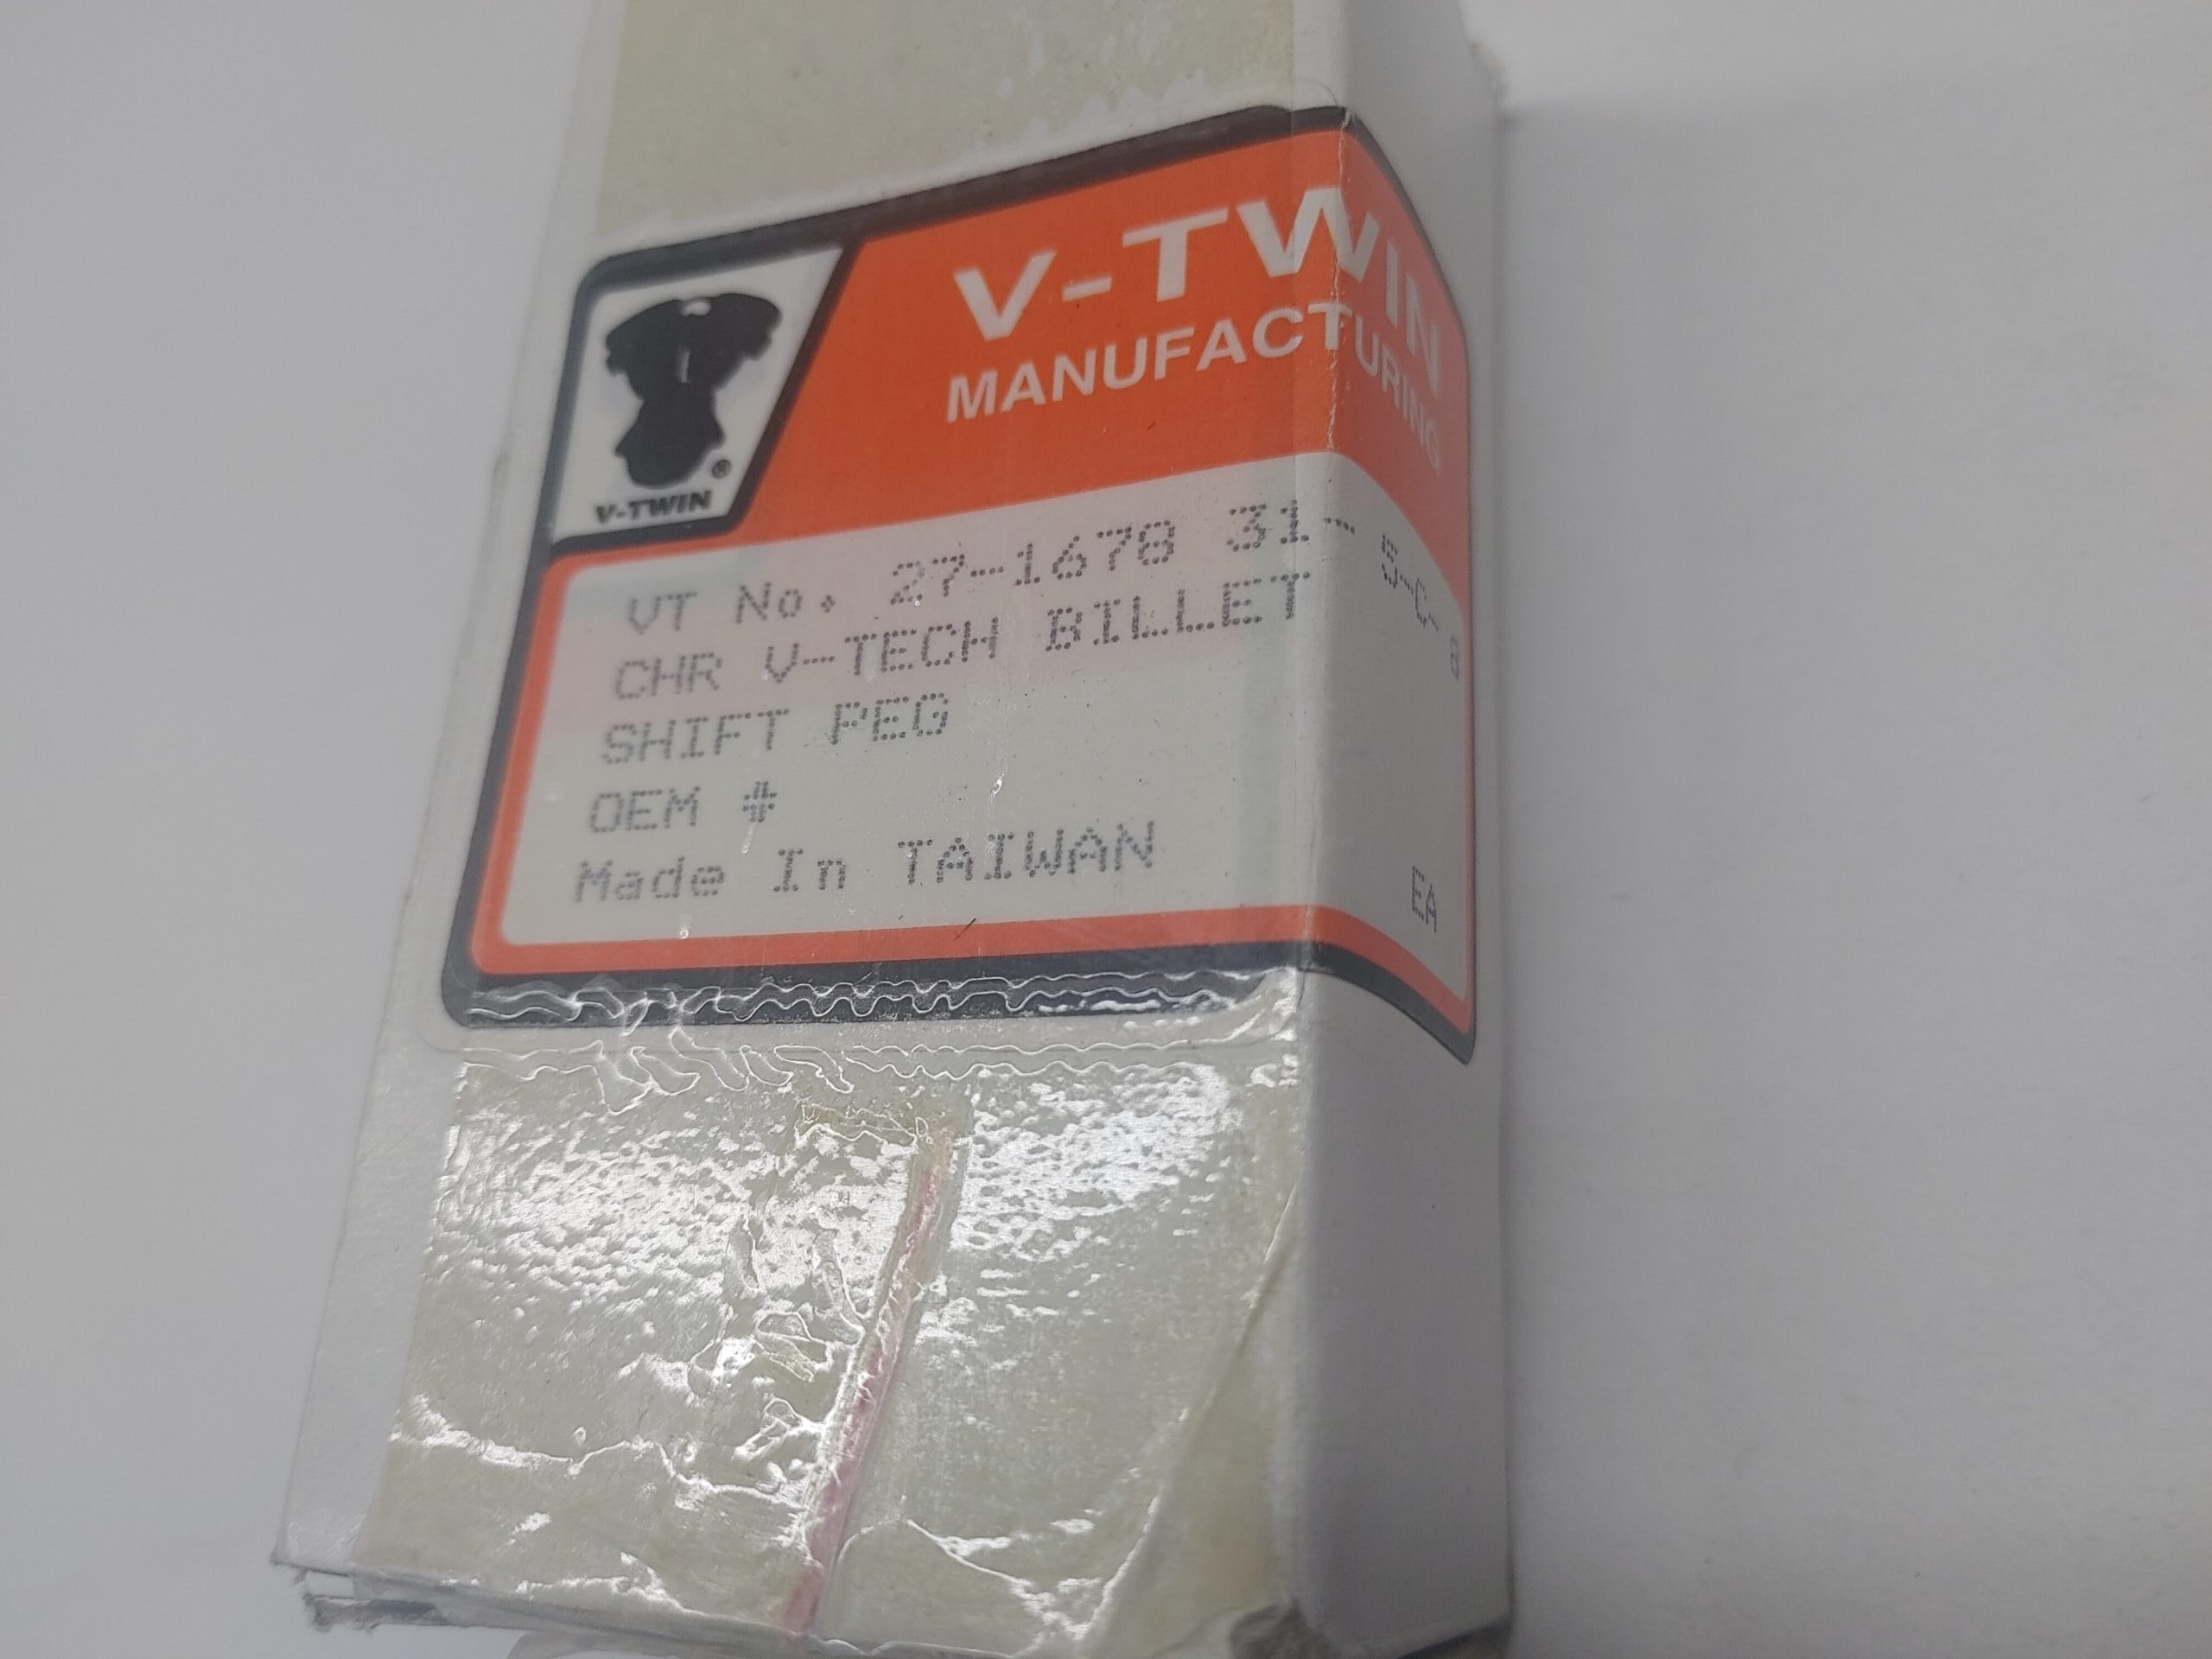 V-TWIN
MANUFACTURING
®
V-TWIN
VT No. 27-1678 31- 5-C- 8
CHR V-TECH BILLET
SHIFT PEG
OEM #
Made In TAIWAN EA